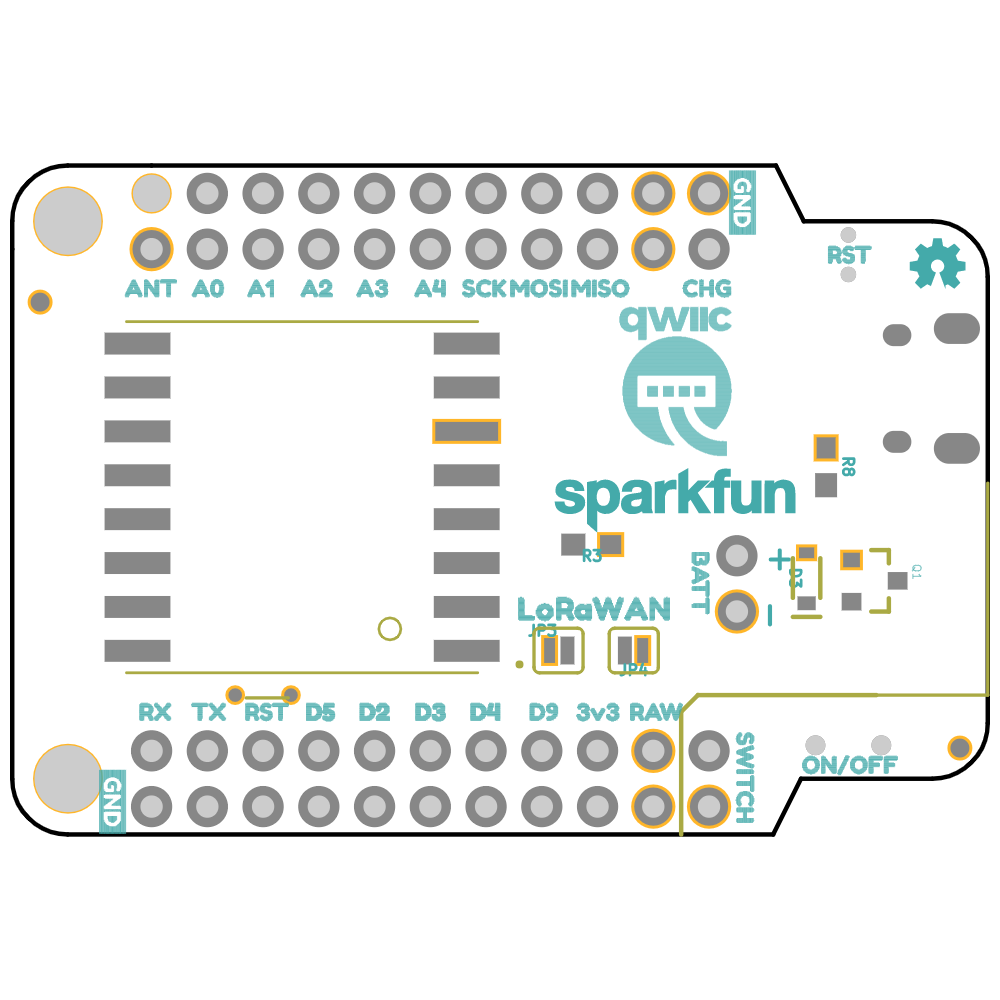 GND
RST
ANT A0 A1 A2 A3 A4 SCK MOSI MISO CHG
qwiic
R8
sparkfun
R3
BATT
+
D3
Q1
LoRaWAN
-
JP3
JP4
RX TX RST D5 D2 D3 D4 D9 3v3 RAW
SWITCH
ON/OFF
GND